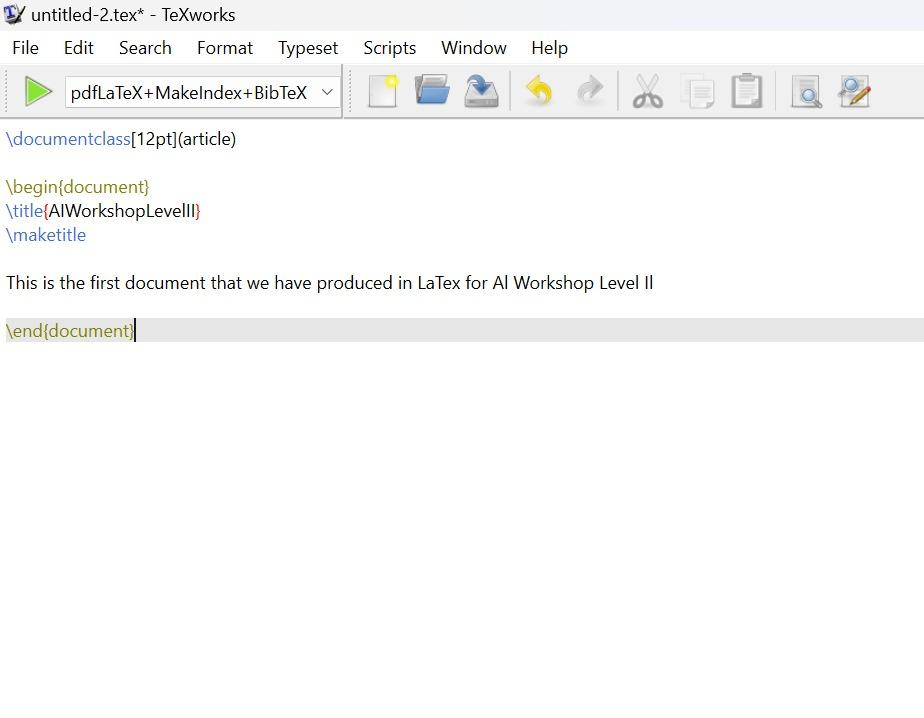 untitled-2.tex* - TeXworks
File Edit Search Format Typeset Scripts Window Help
pdfLaTeX+MakeIndex+BibTeX
\documentclass[12pt](article)
\begin{document}
\title{AIWorkshopLevelII}
\maketitle
This is the first document that we have produced in LaTex for Al Workshop Level Il
\end{document}